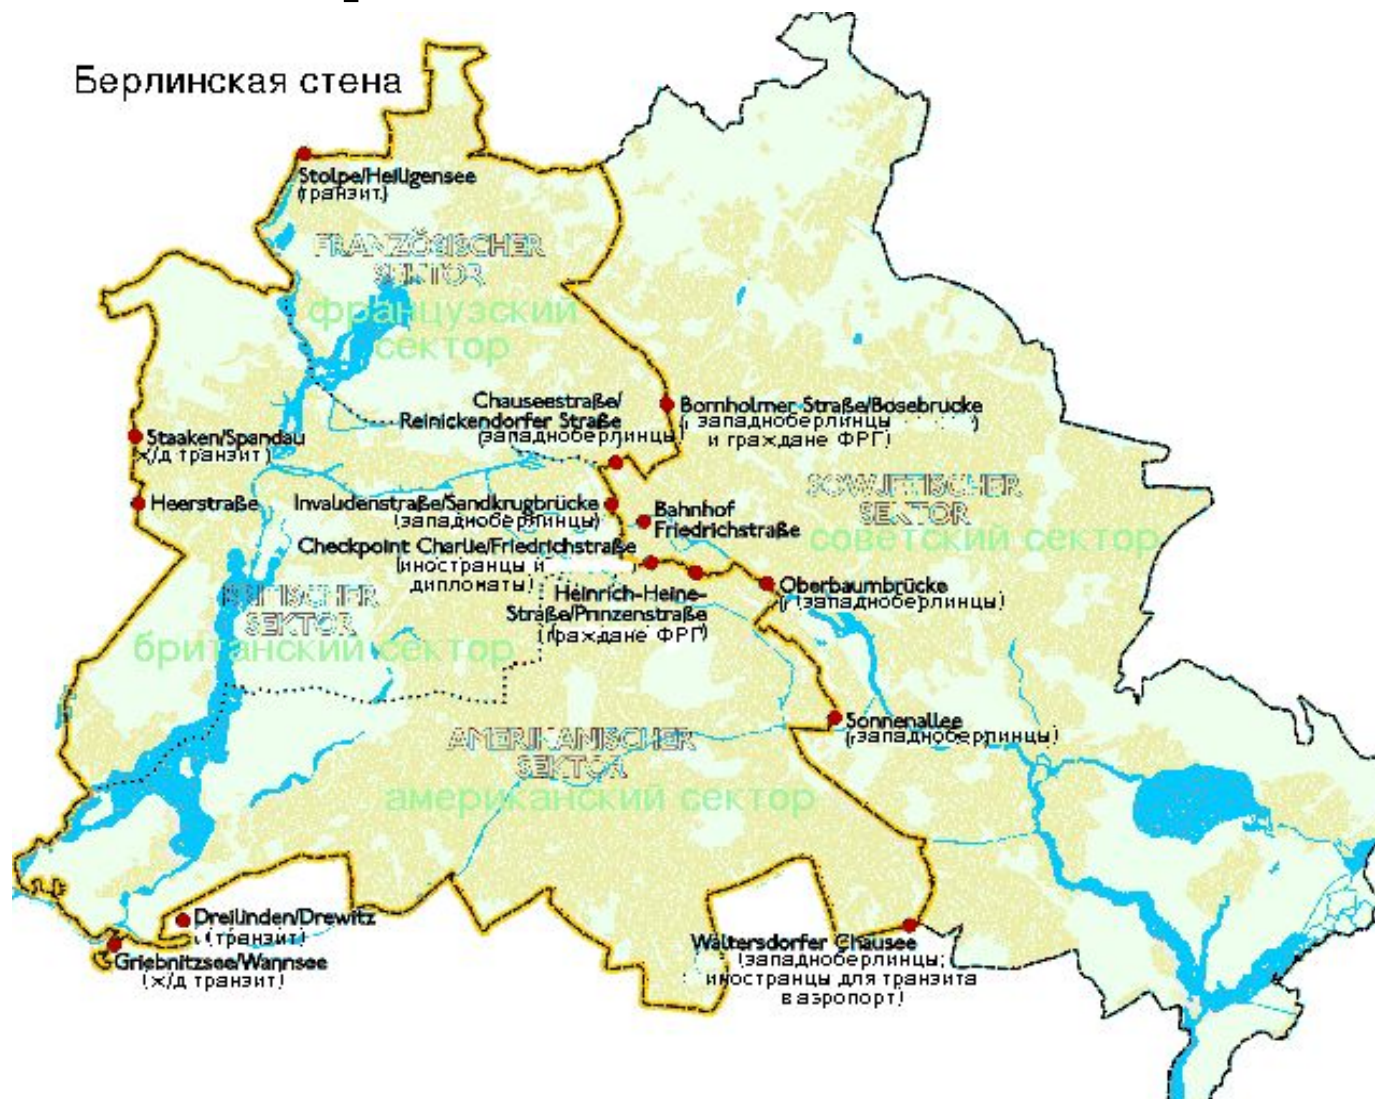 Берлинская стена
Stolpe/Heiligensee
(транзит)
FRANZÖSISCHER
SEKTOR
французский
сектор
Chauseestraße/
Reinickendorfer Straße
(западноберлинцы)
Bornholmer Straße/Bosebrucke
(западноберлинцы
и граждане ФРГ)
Staaken/Spandau
ж/д транзит)
Heerstraße
Invalidenstraße/Sandkrugbrücke
(западноберлинцы)
Bahnhof
Friedrichstraße
SOWJETISCHER
SEKTOR
советский сектор
Checkpoint Charlie/Friedrichstraße
(иностранцы и
дипломаты)
Heinrich-Heine-
Straße/Prinzenstraße
(граждане ФРГ)
Oberbaumbrücke
(западноберлинцы)
BRITISCHER
SEKTOR
британский сектор
Sonnenallee
(западноберлинцы)
AMERIKANISCHER
SEKTOR
американский сектор
Dreilinden/Drewitz
(транзит)
Griebnitzsee/Wannsee
(ж/д транзит)
Waltersdorfer Chausee
(западноберлинцы;
иностранцы для транзита
в аэропорт)